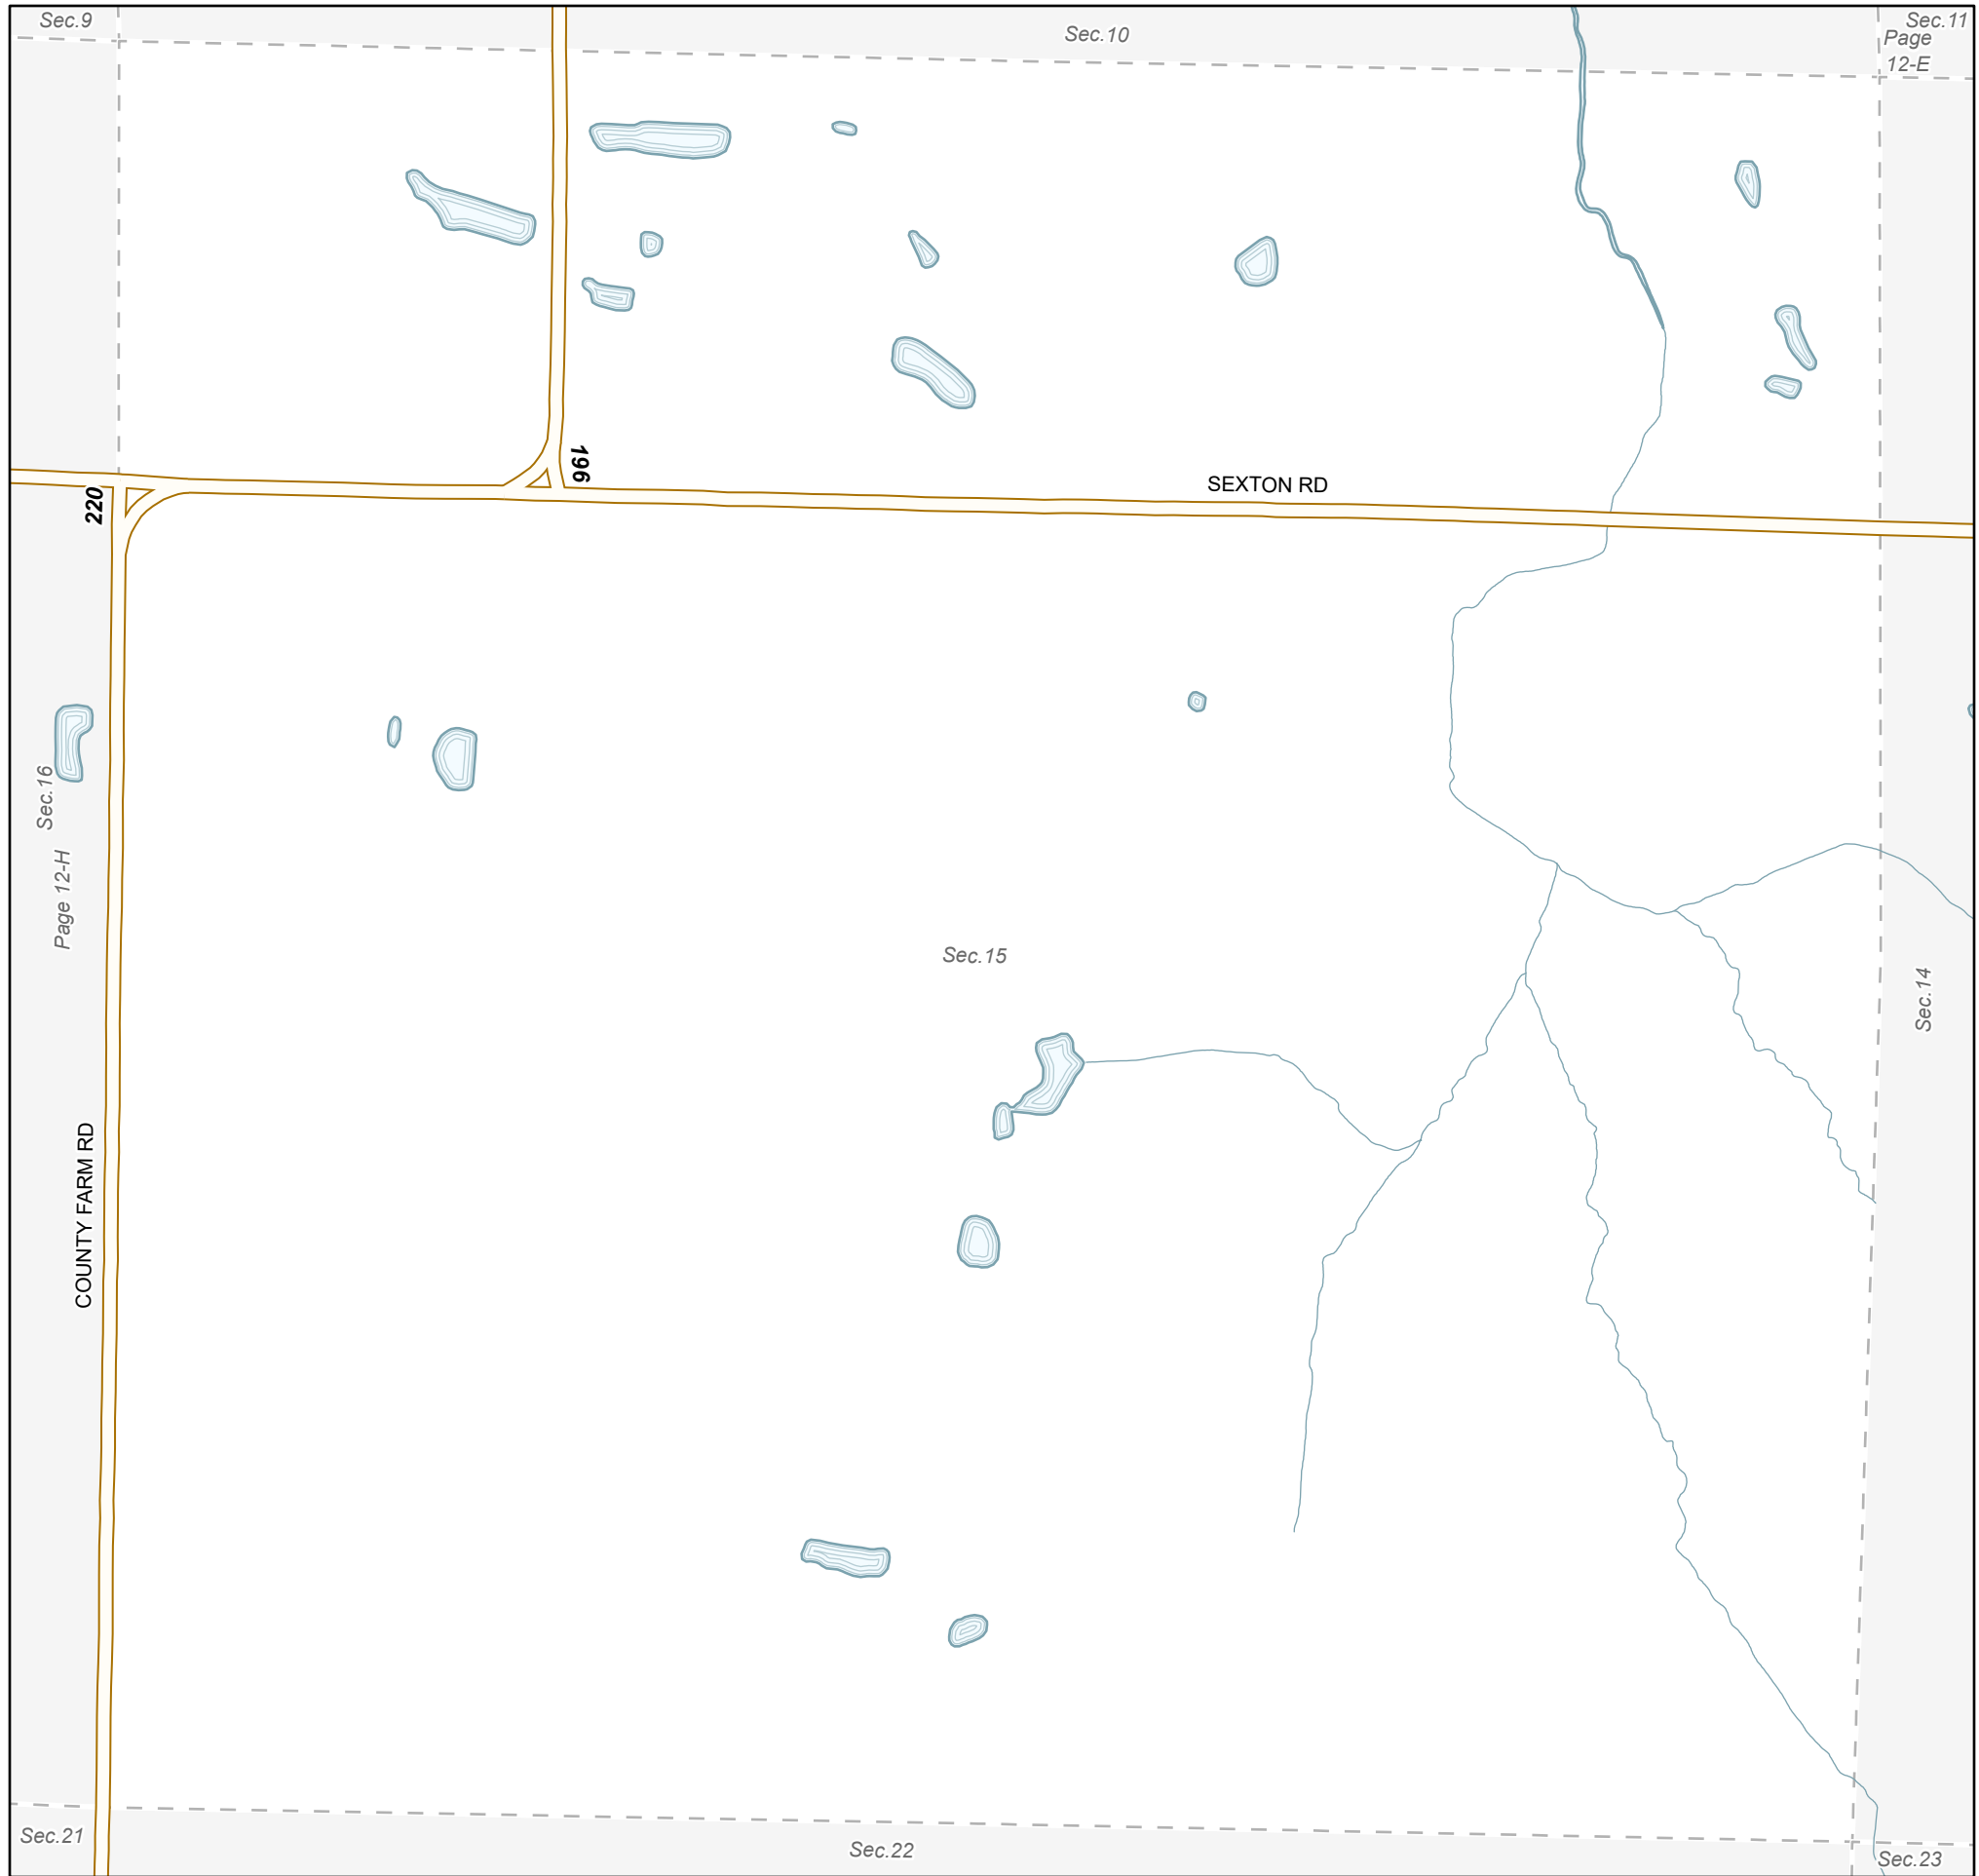 Sec.9
Sec.10
Sec.11
Page
12-E
196
220
SEXTON RD
Sec.16
Page 12-H
Sec.15
Sec.14
COUNTY FARM RD
Sec.21
Sec.22
Sec.23